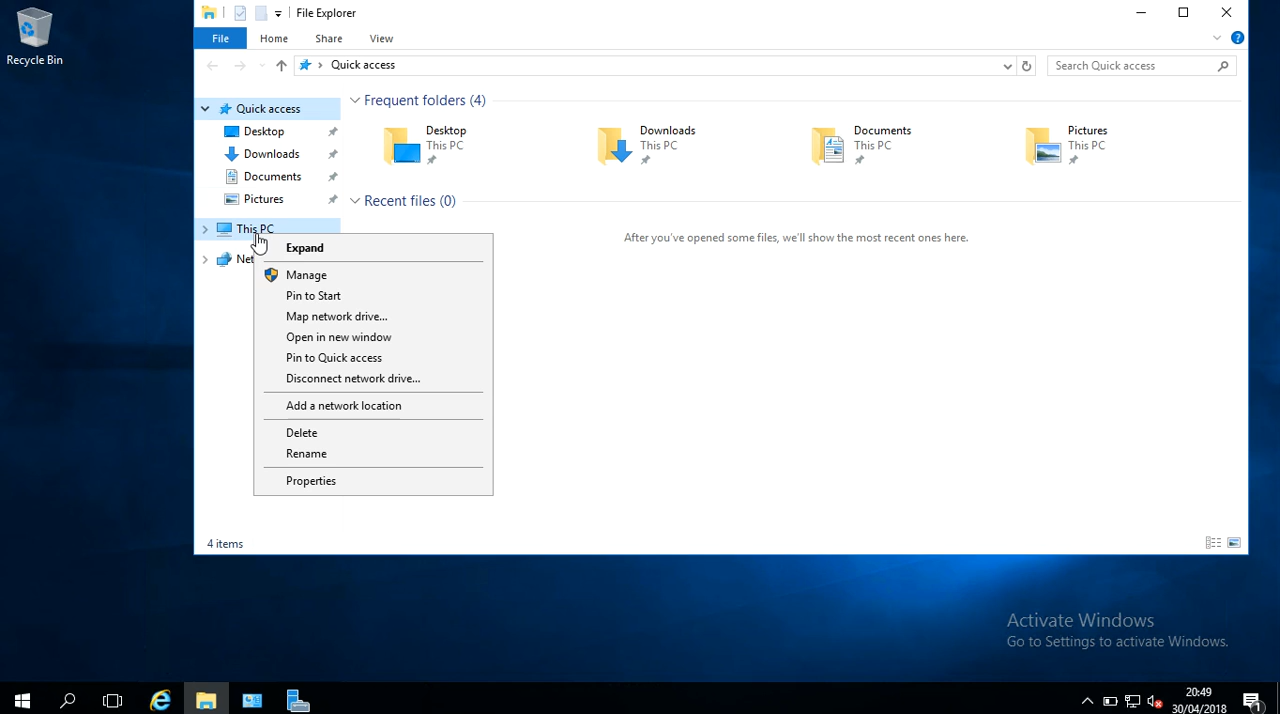 Recycle Bin
File Explorer
File
Home
Share
View
Quick access
Search Quick access
Quick access
Desktop
Downloads
Documents
Pictures
This PC
Net
Frequent folders (4)
Desktop
This PC
Downloads
This PC
Documents
This PC
Pictures
This PC
Recent files (0)
After you've opened some files, we'll show the most recent ones here.
Expand
Manage
Pin to Start
Map network drive...
Open in new window
Pin to Quick access
Disconnect network drive...
Add a network location
Delete
Rename
Properties
4 items
Activate Windows
Go to Settings to activate Windows.
20:49
30/04/2018
1